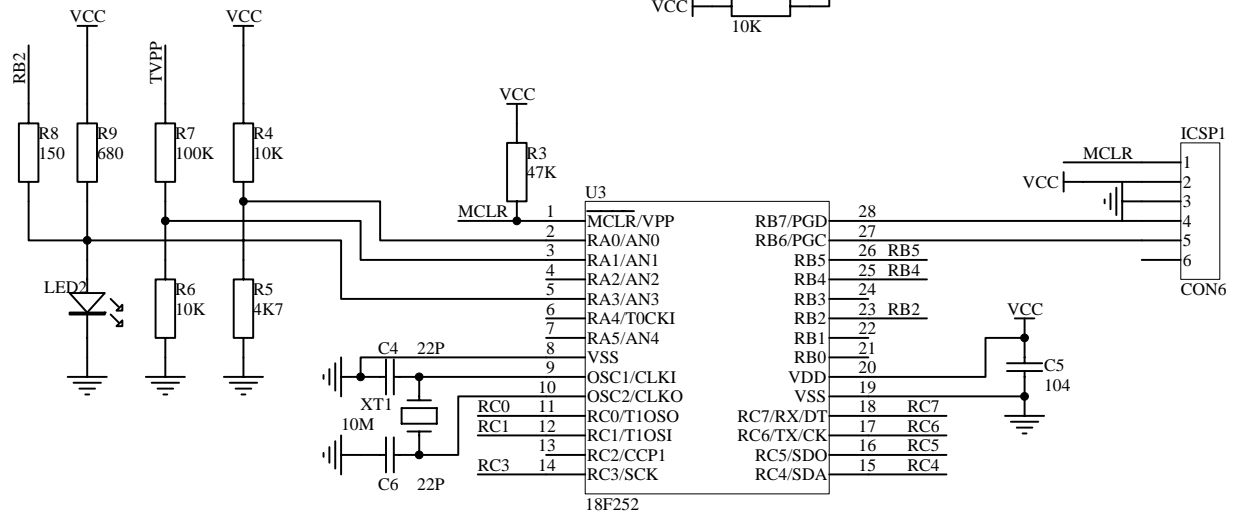 VCC
10K
VCC
VCC
RB2
TVPP
R8
150
R9
680
R7
100K
R4
10K
VCC
R3
47K
LED2
R6
10K
R5
4K7
MCLR
U3
1 MCLR/VPP
2 RA0/AN0
3 RA1/AN1
4 RA2/AN2
5 RA3/AN3
6 RA4/T0CKI
7 RA5/AN4
8 VSS
9 OSC1/CLKI
10 OSC2/CLKO
RC0 11 RC0/T1OSO
RC1 12 RC1/T1OSI
13 RC2/CCP1
RC3 14 RC3/SCK
RB7/PGD 28
RB6/PGC 27
RB5 26 RB5
RB4 25 RB4
RB3 24
RB2 23 RB2
RB1 22
RB0 21
VDD 20
VSS 19
RC7/RX/DT 18 RC7
RC6/TX/CK 17 RC6
RC5/SDO 16 RC5
RC4/SDA 15 RC4
18F252
C4 22P
XT1
10M
C6 22P
ICSP1
MCLR 1
VCC 2
3
4
5
6
CON6
VCC
C5
104